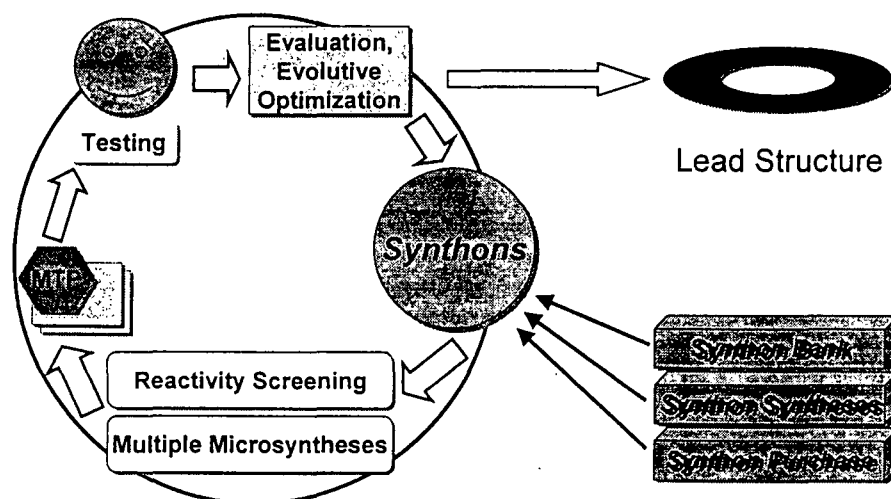 Evaluation,
Evolutive
Optimization
Testing
Lead Structure
Synthons
MTP
Synthon Bank
Reactivity Screening
Synthon Syntheses
Multiple Microsyntheses
Synthon Purchase